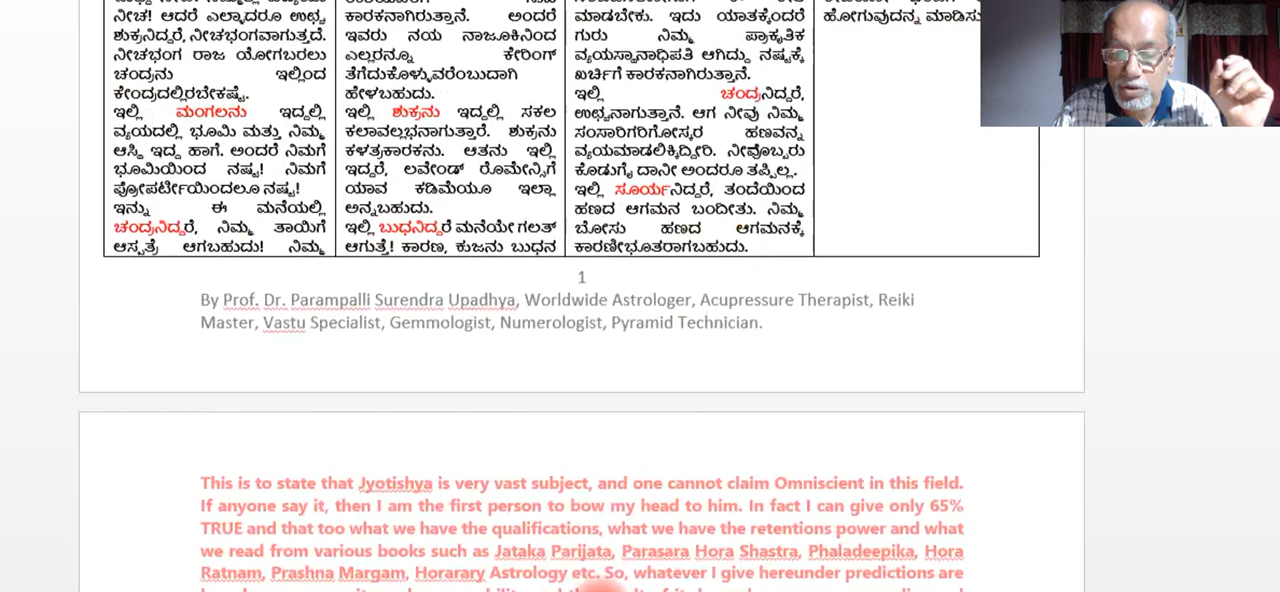 ನೀಚ! ಆದರೆ ಎಲ್ಲಾದರೂ ಉಚ್ಛ
ಶುಕ್ರನಿದ್ದರೆ, ನೀಚಭಂಗವಾಗುತ್ತದೆ.
ನೀಚಭಂಗ ರಾಜ ಯೋಗಬರಲು
ಚಂದ್ರನು ಇಲ್ಲಿಂದ
ಕೇಂದ್ರದಲ್ಲಿರಬೇಕಷ್ಟೆ.
ಇಲ್ಲಿ ಮಂಗಲನು ಇದ್ದಲ್ಲಿ
ವ್ಯಯದಲ್ಲಿ ಭೂಮಿ ಮತ್ತು ನಿಮ್ಮ
ಆಸ್ತಿ ಇದ್ದ ಹಾಗೆ. ಅಂದರೆ ನಿಮಗೆ
ಭೂಮಿಯಿಂದ ನಷ್ಟ! ನಿಮಗೆ
ಪ್ರೋಪರ್ಟೀಯಿಂದಲೂ ನಷ್ಟ!
ಇನ್ನು ಈ ಮನೆಯಲ್ಲಿ
ಚಂದ್ರನಿದ್ದರೆ, ನಿಮ್ಮ ತಾಯಿಗೆ
ಆಸ್ಪತ್ರೆ ಆಗಬಹುದು! ನಿಮ್ಮ
ಕಾರಕನಾಗಿರುತ್ತಾನೆ. ಅಂದರೆ
ಇವರು ನಯ ನಾಜೂಕಿನಿಂದ
ಎಲ್ಲರನ್ನೂ ಕೇರಿಂಗ್
ತೆಗೆದುಕೊಳ್ಳುವರೆಂಬುದಾಗಿ
ಹೇಳಬಹುದು.
ಇಲ್ಲಿ ಶುಕ್ರನು ಇದ್ದಲ್ಲಿ ಸಕಲ
ಕಲಾವಲ್ಲಭನಾಗುತ್ತಾರೆ. ಶುಕ್ರನು
ಕಳತ್ರಕಾರಕನು. ಆತನು ಇಲ್ಲಿ
ಇದ್ದರೆ, ಲವೇಂಡ್ ರೊಮೇನ್ಸಿಗೆ
ಯಾವ ಕಡಿಮೆಯೂ ಇಲ್ಲಾ
ಅನ್ನಬಹುದು.
ಇಲ್ಲಿ ಬುಧನಿದ್ದರೆ ಮನೆಯೇ ಗಲತ್
ಆಗುತ್ತೆ! ಕಾರಣ, ಕುಜನು ಬುಧನ
ಮಾಡಬೇಕು. ಇದು ಯಾತಕ್ಕೆಂದರೆ
ಗುರು ನಿಮ್ಮ ಪ್ರಾಕೃತಿಕ
ವ್ಯಯಸ್ಥಾನಾಧಿಪತಿ ಆಗಿದ್ದು ನಷ್ಟಕ್ಕೆ
ಖರ್ಚಿಗೆ ಕಾರಕನಾಗಿರುತ್ತಾನೆ.
ಇಲ್ಲಿ ಚಂದ್ರನಿದ್ದರೆ,
ಉಚ್ಛನಾಗುತ್ತಾನೆ. ಆಗ ನೀವು ನಿಮ್ಮ
ಸಂಸಾರಿಗರಿಗೋಸ್ಕರ ಹಣವನ್ನು
ವ್ಯಯಮಾಡಲಿಕ್ಕಿದ್ದೀರಿ. ನೀವೊಬ್ಬರು
ಕೊಡುಗೈ ದಾನೀ ಅಂದರೂ ತಪ್ಪಿಲ್ಲ.
ಇಲ್ಲಿ ಸೂರ್ಯನಿದ್ದರೆ, ತಂದೆಯಿಂದ
ಹಣದ ಆಗಮನ ಬಂದೀತು. ನಿಮ್ಮ
ಬೋಸು ಹಣದ ಆಗಮನಕ್ಕೆ
ಕಾರಣೀಭೂತರಾಗಬಹುದು.
ಹೋಗುವುದನ್ನು ಮಾಡಿಸು
1
By Prof. Dr. Parampalli Surendra Upadhya, Worldwide Astrologer, Acupressure Therapist, Reiki
Master, Vastu Specialist, Gemmologist, Numerologist, Pyramid Technician.
This is to state that Jyotishya is very vast subject, and one cannot claim Omniscient in this field.
If anyone say it, then I am the first person to bow my head to him. In fact I can give only 65%
TRUE and that too what we have the qualifications, what we have the retentions power and what
we read from various books such as Jataka Parijata, Parasara Hora Shastra, Phaladeepika, Hora
Ratnam, Prashna Margam, Horarary Astrology etc. So, whatever I give hereunder predictions are